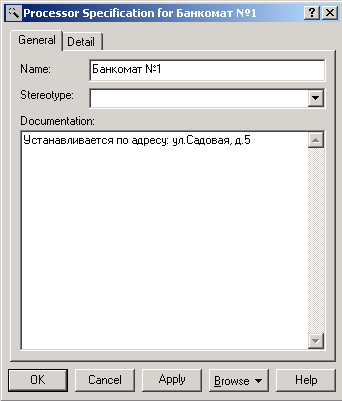 Processor Specification for Банкомат №1
General Detail
Name: Банкомат №1
Stereotype:
Documentation:
Устанавливается по адресу: ул.Садовая, д.5
OK Cancel Apply Browse Help